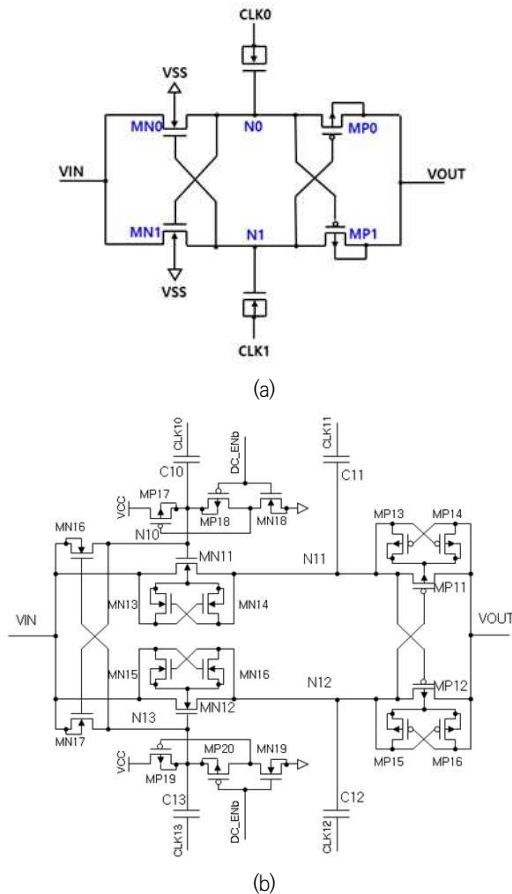 CLK0
VSS
MN0
N0
MP0
VIN
VOUT
MN1
N1
MP1
VSS
CLK1
(a)
CLK10
DC_ENb
CLK11
C10
C11
VCC
MP17
MP18
MN18
MP13
MP14
MN16
N10
MN11
N11
MP11
MN13
MN14
VIN
VOUT
MN15
MN16
N12
MP12
MN12
N13
MN17
VCC
MP19
MP20
MN19
MP15
MP16
C13
C12
CLK13
DC_ENb
CLK12
(b)